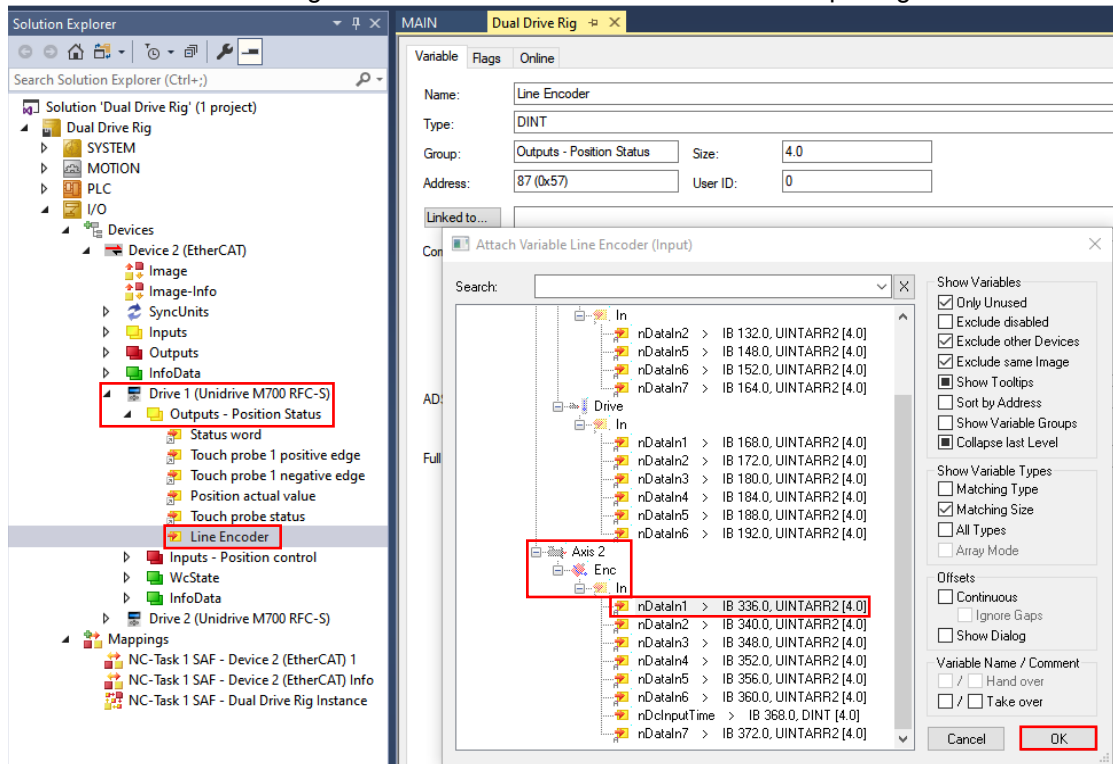 Solution Explorer
Search Solution Explorer (Ctrl+;)
Solution 'Dual Drive Rig' (1 project)
Dual Drive Rig
SYSTEM
MOTION
PLC
I/O
Devices
Device 2 (EtherCAT)
Image
Image-Info
SyncUnits
Inputs
Outputs
InfoData
Drive 1 (Unidrive M700 RFC-S)
Outputs - Position Status
Status word
Touch probe 1 positive edge
Touch probe 1 negative edge
Position actual value
Touch probe status
Line Encoder
Inputs - Position control
WcState
InfoData
Drive 2 (Unidrive M700 RFC-S)
Mappings
NC-Task 1 SAF - Device 2 (EtherCAT) 1
NC-Task 1 SAF - Device 2 (EtherCAT) Info
NC-Task 1 SAF - Dual Drive Rig Instance
MAIN Dual Drive Rig
Variable Flags Online
Name: Line Encoder
Type: DINT
Group: Outputs - Position Status Size: 4.0
Address: 87 (0x57) User ID: 0
Linked to...
Attach Variable Line Encoder (Input)
Search:
In
nDataIn2 > IB 132.0, UINTARR2 [4.0]
nDataIn5 > IB 148.0, UINTARR2 [4.0]
nDataIn6 > IB 152.0, UINTARR2 [4.0]
nDataIn7 > IB 164.0, UINTARR2 [4.0]
Drive
In
nDataIn1 > IB 168.0, UINTARR2 [4.0]
nDataIn2 > IB 172.0, UINTARR2 [4.0]
nDataIn3 > IB 180.0, UINTARR2 [4.0]
nDataIn4 > IB 184.0, UINTARR2 [4.0]
nDataIn5 > IB 188.0, UINTARR2 [4.0]
nDataIn6 > IB 192.0, UINTARR2 [4.0]
Axis 2
Enc
In
nDataIn1 > IB 336.0, UINTARR2 [4.0]
nDataIn2 > IB 340.0, UINTARR2 [4.0]
nDataIn3 > IB 348.0, UINTARR2 [4.0]
nDataIn4 > IB 352.0, UINTARR2 [4.0]
nDataIn5 > IB 356.0, UINTARR2 [4.0]
nDataIn6 > IB 360.0, UINTARR2 [4.0]
nDcInputTime > IB 368.0, DINT [4.0]
nDataIn7 > IB 372.0, UINTARR2 [4.0]
Show Variables
Only Unused
Exclude disabled
Exclude other Devices
Exclude same Image
Show Tooltips
Sort by Address
Show Variable Groups
Collapse last Level
Show Variable Types
Matching Type
Matching Size
All Types
Array Mode
Offsets
Continuous
Ignore Gaps
Show Dialog
Variable Name / Comment
/ Hand over
/ Take over
Cancel OK
Full